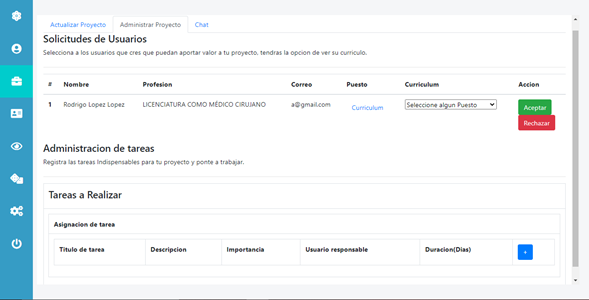 Actualizar Proyecto Administrar Proyecto Chat
Solicitudes de Usuarios
Selecciona a los usuarios que cres que puedan aportar valor a tu proyecto, tendras la opcion de ver su curriculo.
# Nombre Profesion Correo Puesto Curriculum Accion
1 Rodrigo Lopez Lopez LICENCIATURA COMO MÉDICO CIRUJANO a@gmail.com Curriculum Seleccione algun Puesto Aceptar
Rechazar
Administracion de tareas
Registra las tareas Indispensables para tu proyecto y ponte a trabajar.
Tareas a Realizar
Asignacion de tarea
Titulo de tarea Descripcion Importancia Usuario responsable Duracion(Dias) +